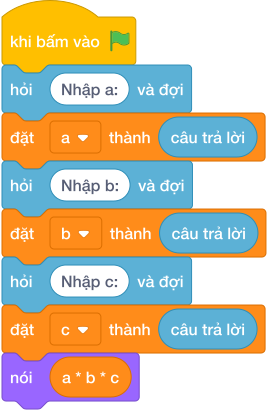 khi bấm vào
hỏi Nhập a: và đợi
đặt a thành câu trả lời
hỏi Nhập b: và đợi
đặt b thành câu trả lời
hỏi Nhập c: và đợi
đặt c thành câu trả lời
nói a * b * c